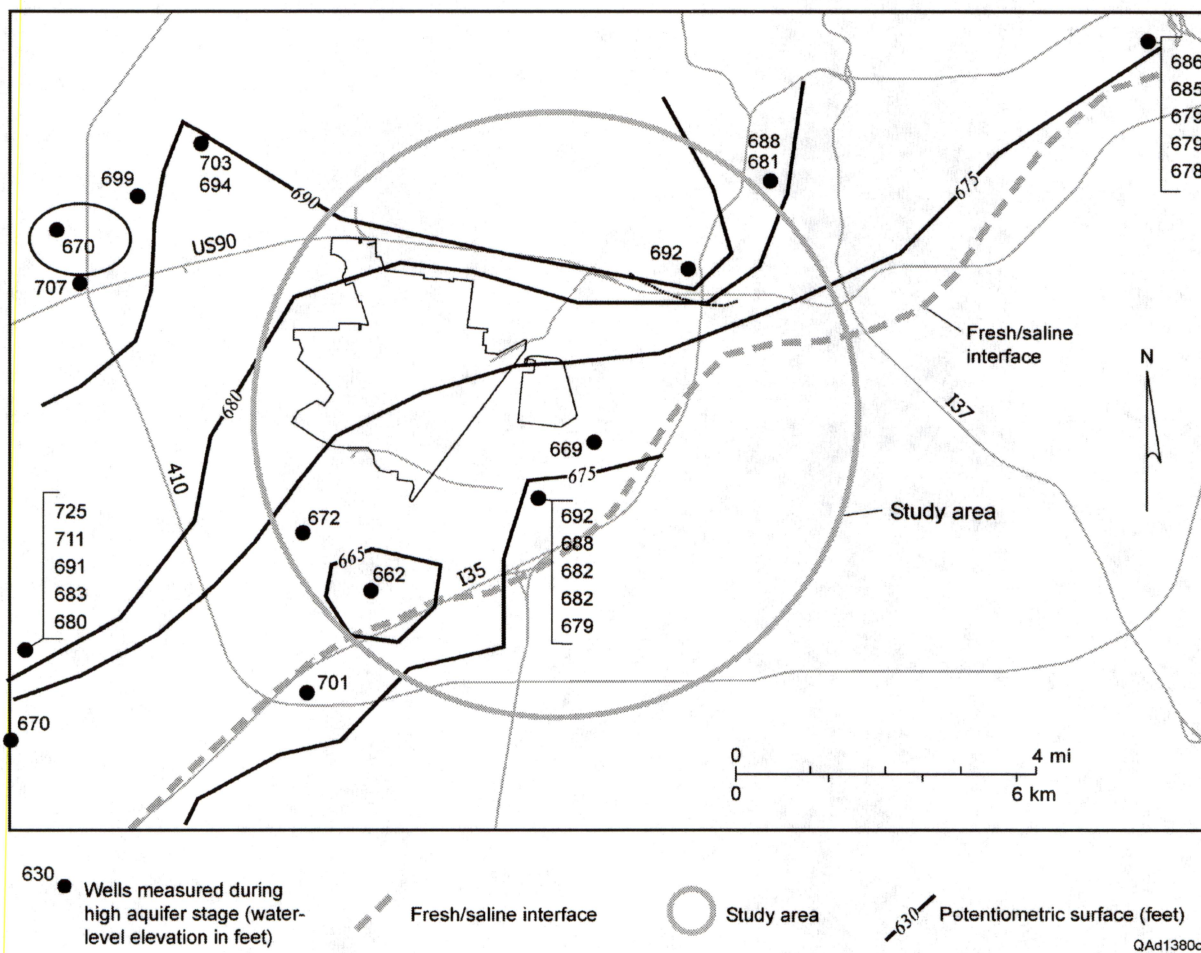 686
685
679
679
678
688
681
703
694
699
670
707
US90
690
692
675
Fresh/saline
interface
N
I37
680
410
669
675
Study area
725
711
691
683
680
672
665
662
I35
692
688
682
682
679
701
670
0 4 mi
0 6 km
630
Wells measured during
high aquifer stage (water-
level elevation in feet)
Fresh/saline interface
Study area
630
Potentiometric surface (feet)
QAd1380c